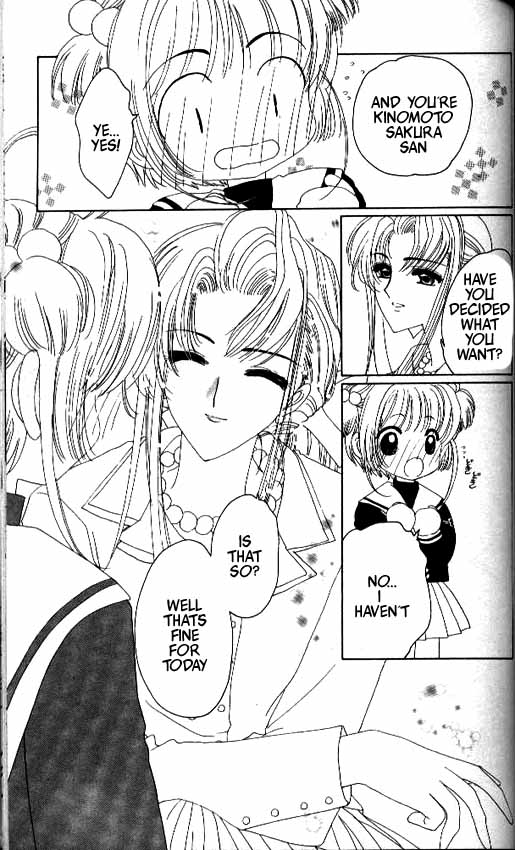 AND YOU'RE
KINOMOTO
SAKURA
SAN
YE...
YES!
HAVE
YOU
DECIDED
WHAT
YOU
WANT?
NO...
I
HAVEN'T
IS
THAT
SO?
WELL
THATS
FINE
FOR
TODAY